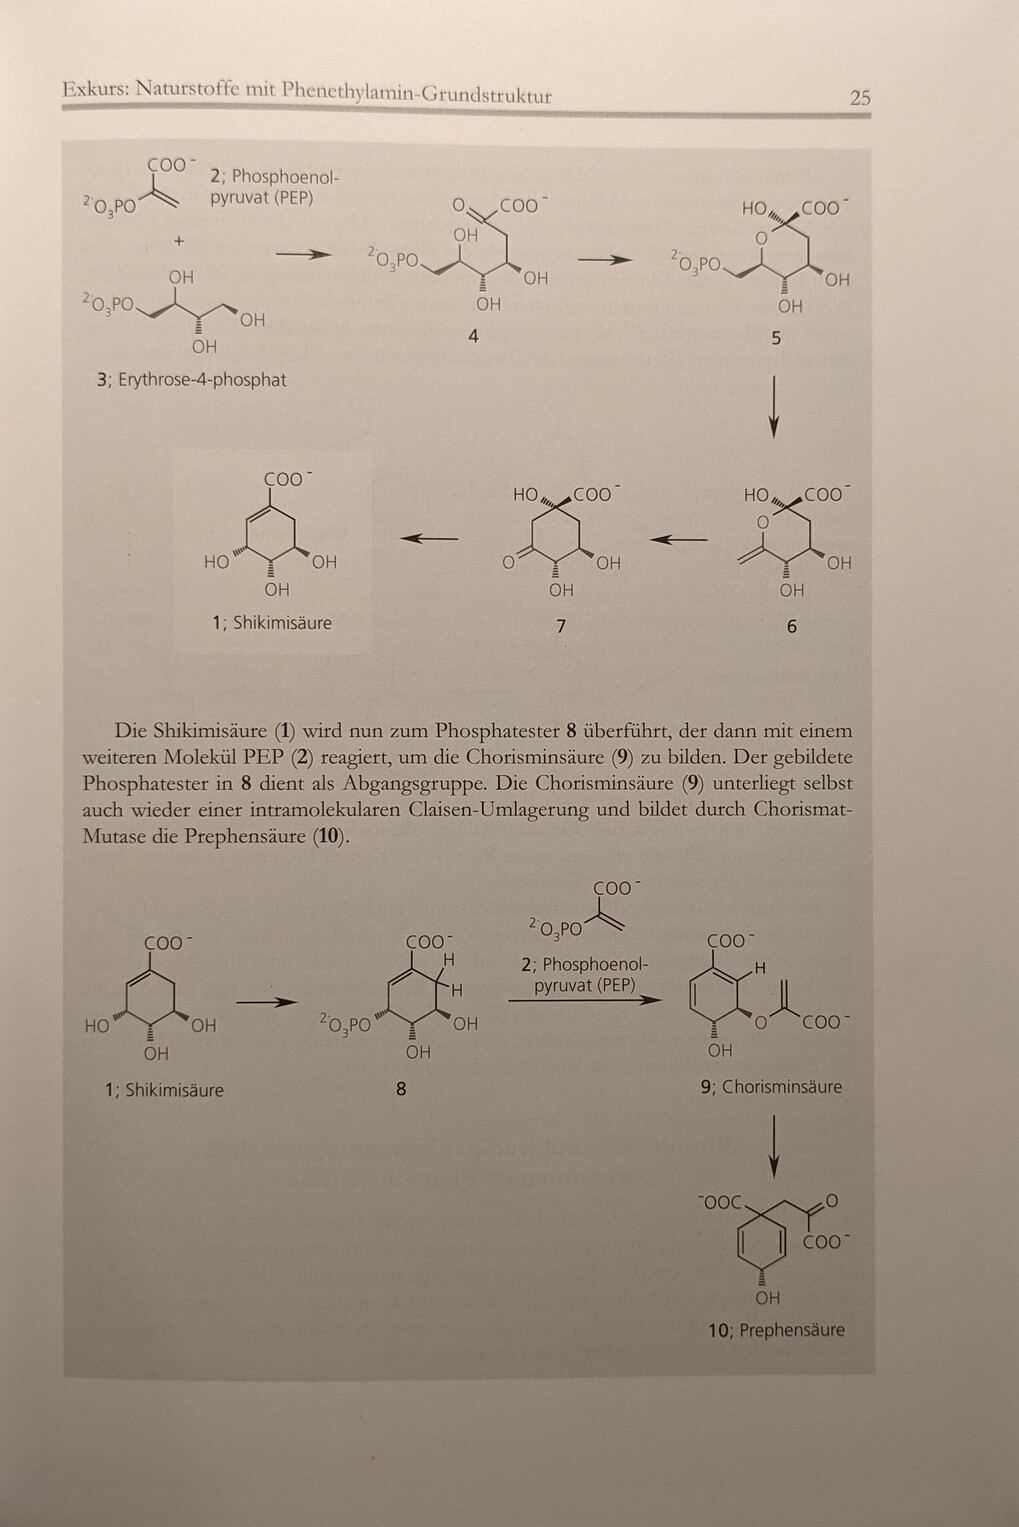 Exkurs: Naturstoffe mit Phenethylamin-Grundstruktur 25
COO⁻
²⁻O₃PO
2; Phosphoenol-
pyruvat (PEP)
+
OH
²⁻O₃PO
OH
OH
3; Erythrose-4-phosphat
O COO⁻
OH
²⁻O₃PO
OH
OH
4
HO COO⁻
O
²⁻O₃PO
OH
OH
5
COO⁻
HO OH
OH
1; Shikimisäure
HO COO⁻
O OH
OH
7
HO COO⁻
O
OH
OH
6
Die Shikimisäure (1) wird nun zum Phosphatester 8 überführt, der dann mit einem
weiteren Molekül PEP (2) reagiert, um die Chorisminsäure (9) zu bilden. Der gebildete
Phosphatester in 8 dient als Abgangsgruppe. Die Chorisminsäure (9) unterliegt selbst
auch wieder einer intramolekularen Claisen-Umlagerung und bildet durch Chorismat-
Mutase die Prephensäure (10).
COO⁻
HO OH
OH
1; Shikimisäure
COO⁻
H
H
²⁻O₃PO OH
OH
8
COO⁻
²⁻O₃PO
2; Phosphoenol-
pyruvat (PEP)
COO⁻
H
O COO⁻
OH
9; Chorisminsäure
⁻OOC O
COO⁻
OH
10; Prephensäure